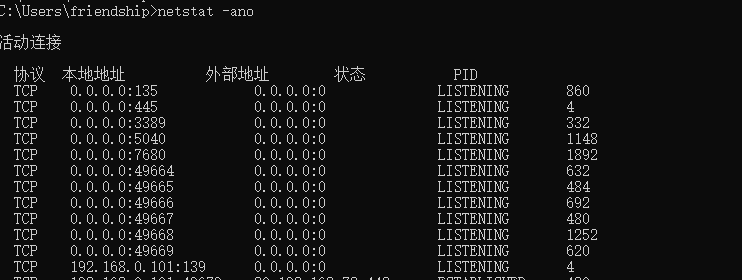 C:\Users\friendship>netstat -ano
活动连接
协议 本地地址 外部地址 状态 PID
TCP 0.0.0.0:135 0.0.0.0:0 LISTENING 860
TCP 0.0.0.0:445 0.0.0.0:0 LISTENING 4
TCP 0.0.0.0:3389 0.0.0.0:0 LISTENING 332
TCP 0.0.0.0:5040 0.0.0.0:0 LISTENING 1148
TCP 0.0.0.0:7680 0.0.0.0:0 LISTENING 1892
TCP 0.0.0.0:49664 0.0.0.0:0 LISTENING 632
TCP 0.0.0.0:49665 0.0.0.0:0 LISTENING 484
TCP 0.0.0.0:49666 0.0.0.0:0 LISTENING 692
TCP 0.0.0.0:49667 0.0.0.0:0 LISTENING 480
TCP 0.0.0.0:49668 0.0.0.0:0 LISTENING 1252
TCP 0.0.0.0:49669 0.0.0.0:0 LISTENING 620
TCP 192.168.0.101:139 0.0.0.0:0 LISTENING 4
TCP ESTABLISHED